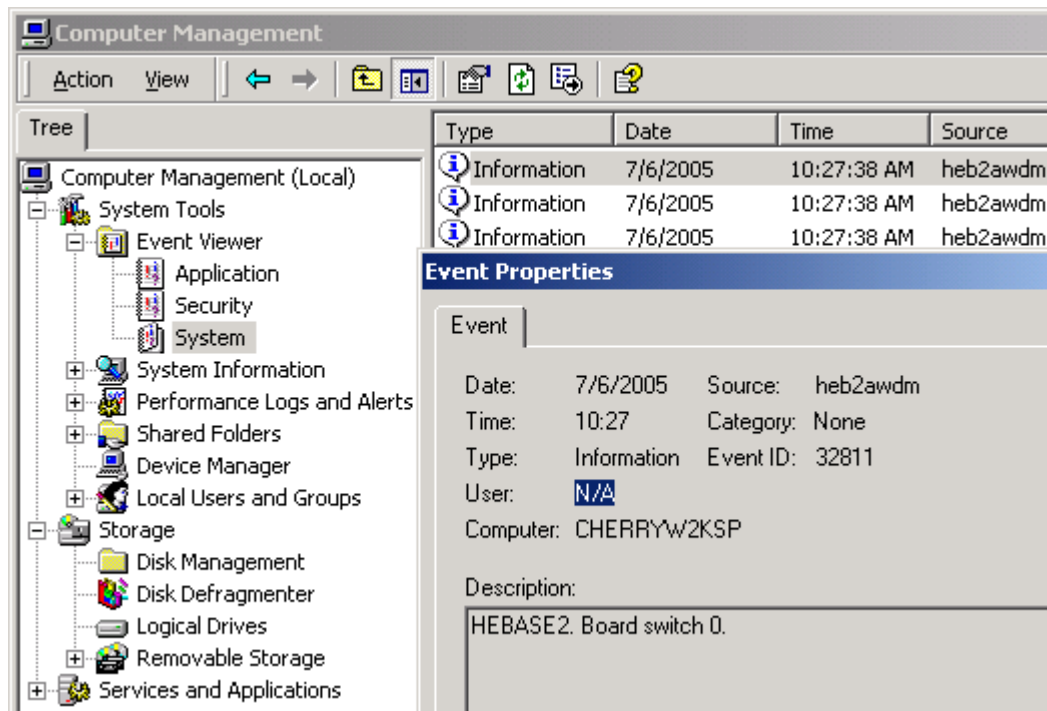 Computer Management
Action View
Tree
Type Date Time Source
Computer Management (Local)
System Tools
Event Viewer
Application
Security
System
System Information
Performance Logs and Alerts
Shared Folders
Device Manager
Local Users and Groups
Storage
Disk Management
Disk Defragmenter
Logical Drives
Removable Storage
Services and Applications
Information 7/6/2005 10:27:38 AM heb2awdm
Information 7/6/2005 10:27:38 AM heb2awdm
Information 7/6/2005 10:27:38 AM heb2awdm
Event Properties
Event
Date: 7/6/2005 Source: heb2awdm
Time: 10:27 Category: None
Type: Information Event ID: 32811
User: N/A
Computer: CHERRYW2KSP
Description:
HEBASE2. Board switch 0.